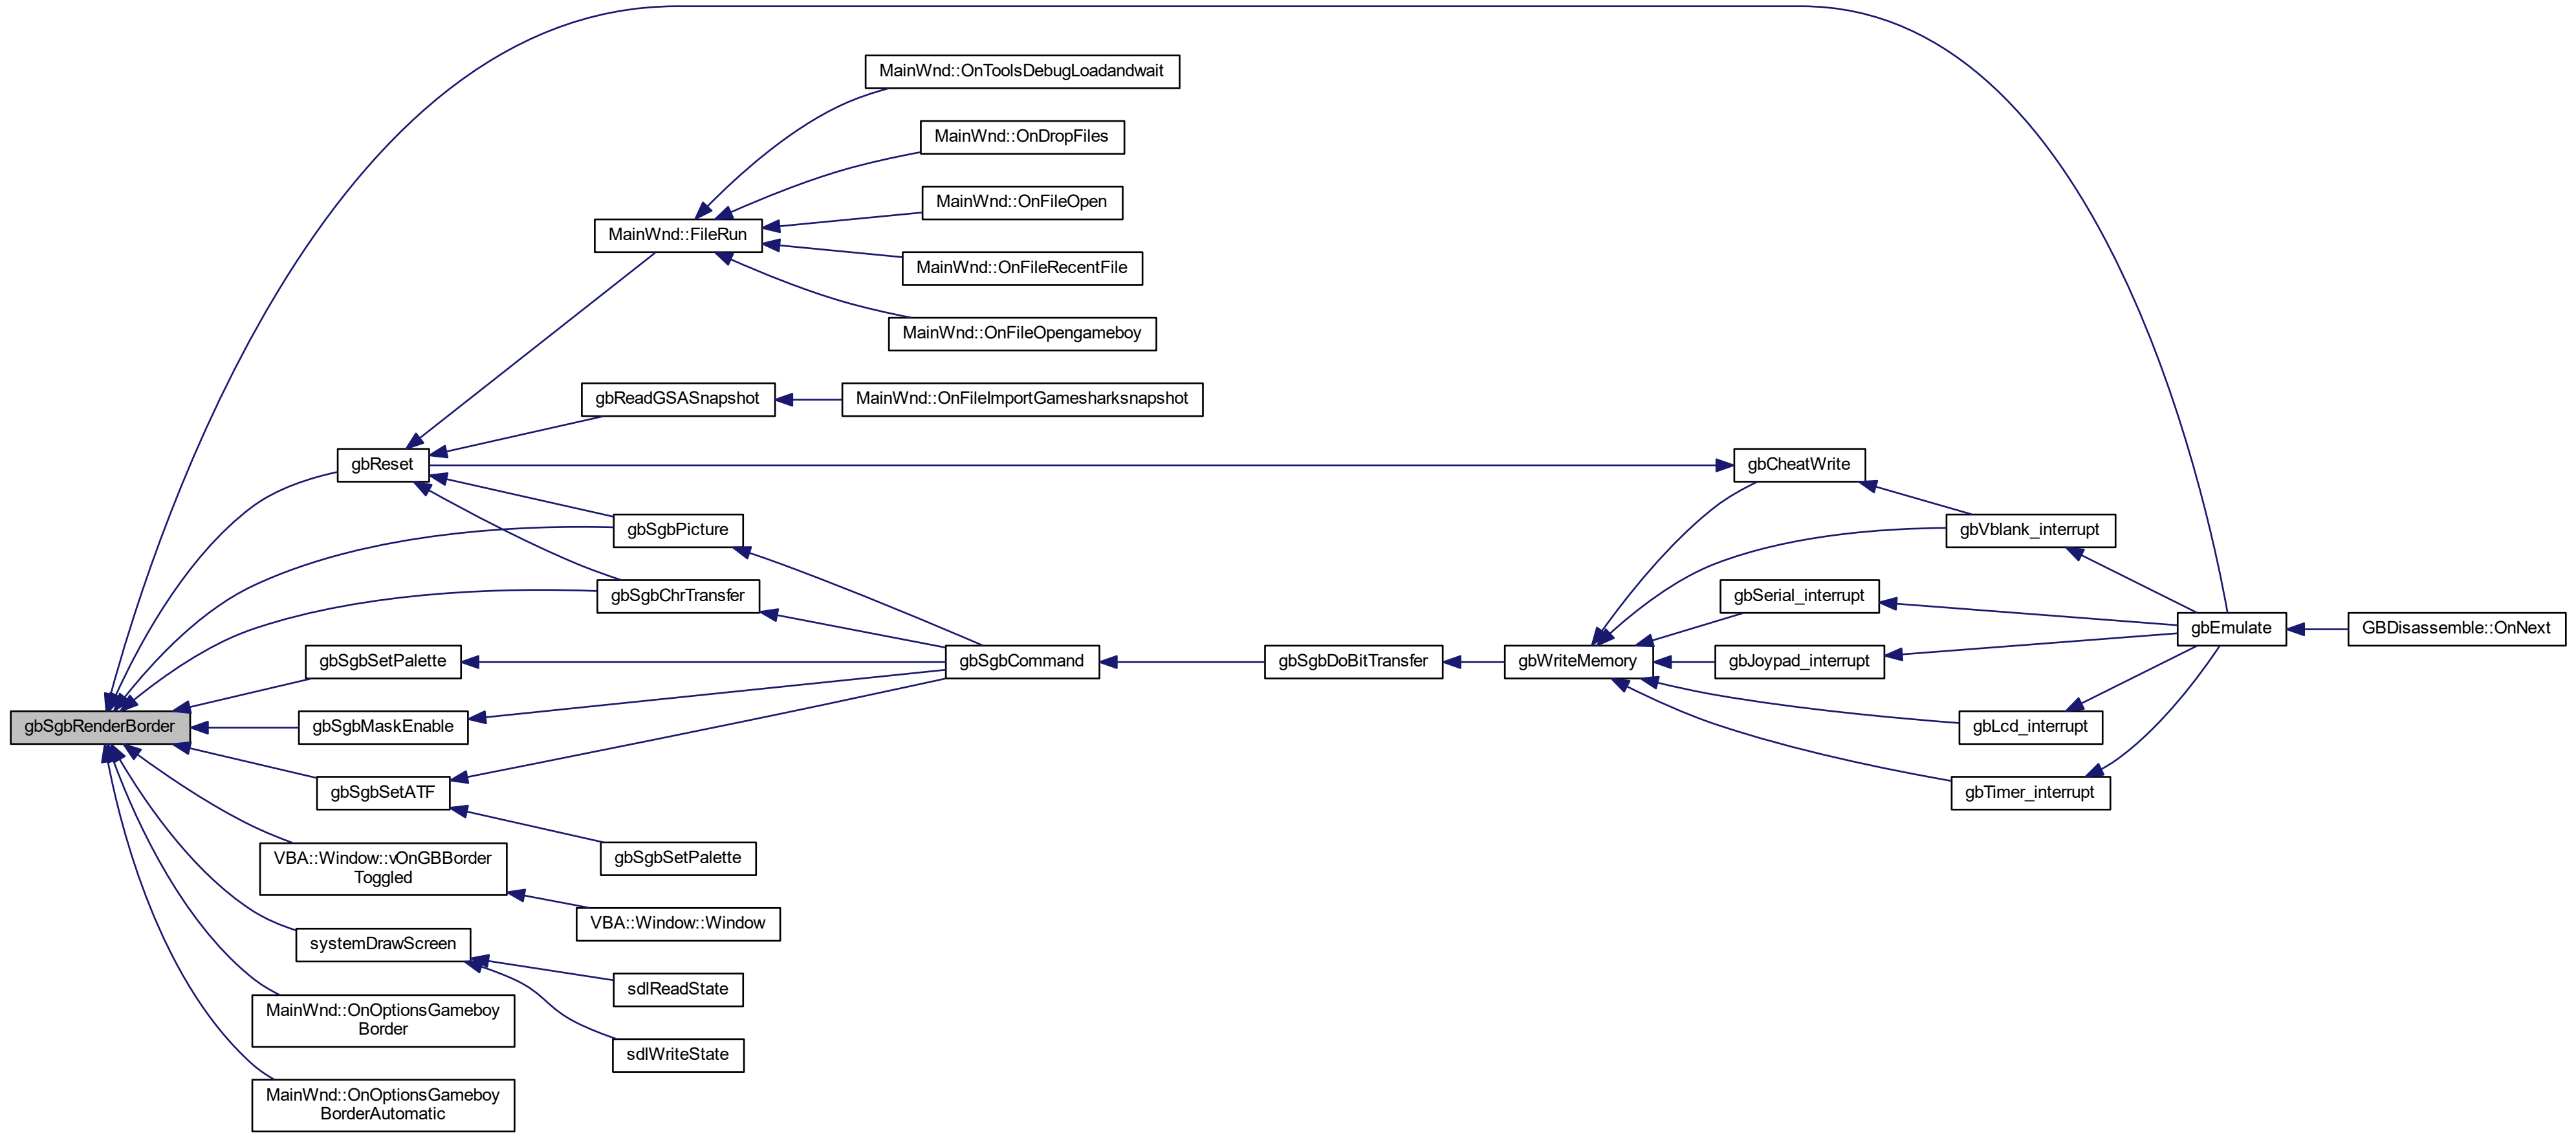 MainWnd::OnToolsDebugLoadandwait
MainWnd::OnDropFiles
MainWnd::OnFileOpen
MainWnd::FileRun
MainWnd::OnFileRecentFile
MainWnd::OnFileOpengameboy
gbReadGSASnapshot
MainWnd::OnFileImportGamesharksnapshot
gbReset
gbCheatWrite
gbSgbPicture
gbVblank_interrupt
gbSgbChrTransfer
gbSerial_interrupt
gbEmulate
GBDisassemble::OnNext
gbSgbSetPalette
gbSgbCommand
gbSgbDoBitTransfer
gbWriteMemory
gbJoypad_interrupt
gbSgbRenderBorder
gbSgbMaskEnable
gbLcd_interrupt
gbSgbSetATF
gbTimer_interrupt
VBA::Window::vOnGBBorder
Toggled
gbSgbSetPalette
VBA::Window::Window
systemDrawScreen
sdlReadState
MainWnd::OnOptionsGameboy
Border
sdlWriteState
MainWnd::OnOptionsGameboy
BorderAutomatic